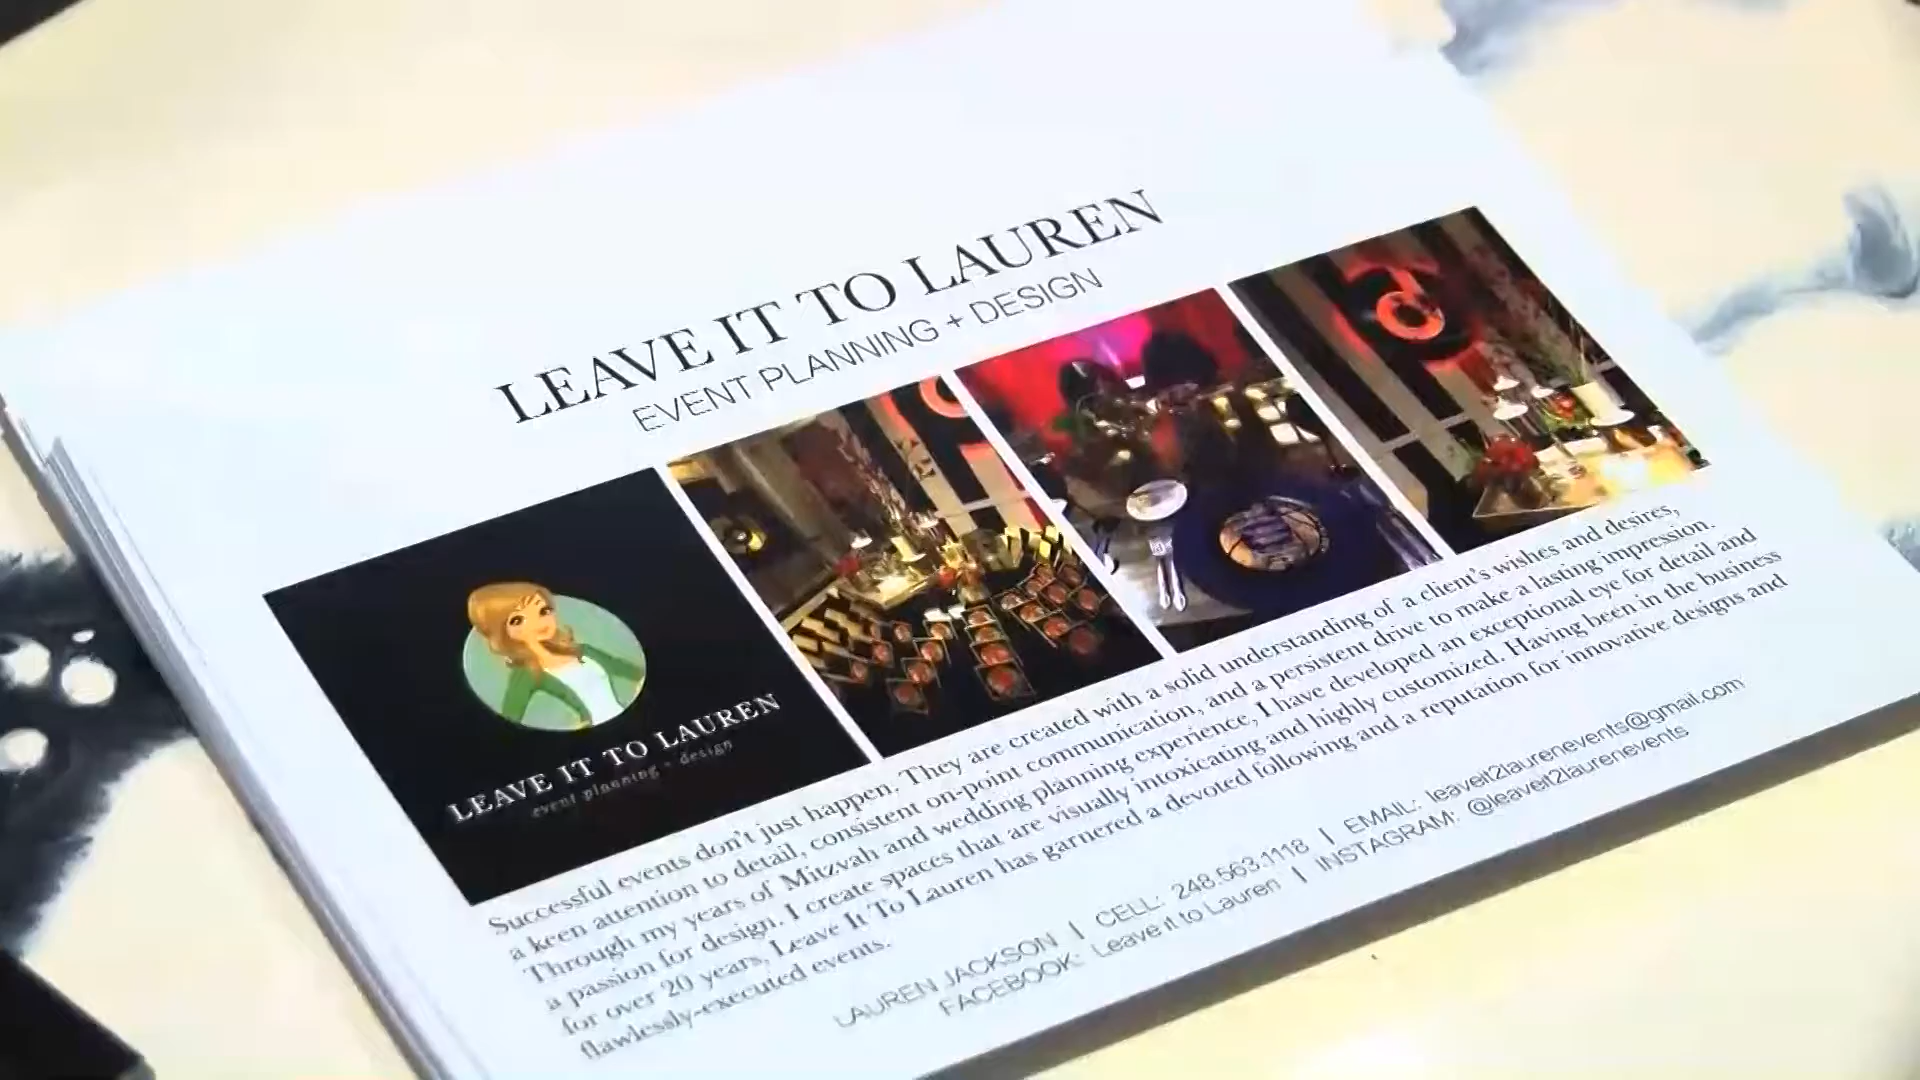 LEAVE IT TO LAUREN
EVENT PLANNING + DESIGN
LEAVE IT TO LAUREN
event planning + design
Successful events don't just happen. They are created with a solid understanding of a client's wishes and desires,
a keen attention to detail, consistent on-point communication, and a persistent drive to make a lasting impression.
Through my years of Mitzvah and wedding planning experience, I have developed an exceptional eye for detail and
a passion for design. I create spaces that are visually intoxicating and highly customized. Having been in the business
for over 20 years, Leave It To Lauren has garnered a devoted following and a reputation for innovative designs and
flawlessly-executed events.
LAUREN JACKSON | CELL: 248.563.1118 | EMAIL: leaveit2laurenevents@gmail.com
FACEBOOK: Leave it to Lauren | INSTAGRAM: @leaveit2laurenevents